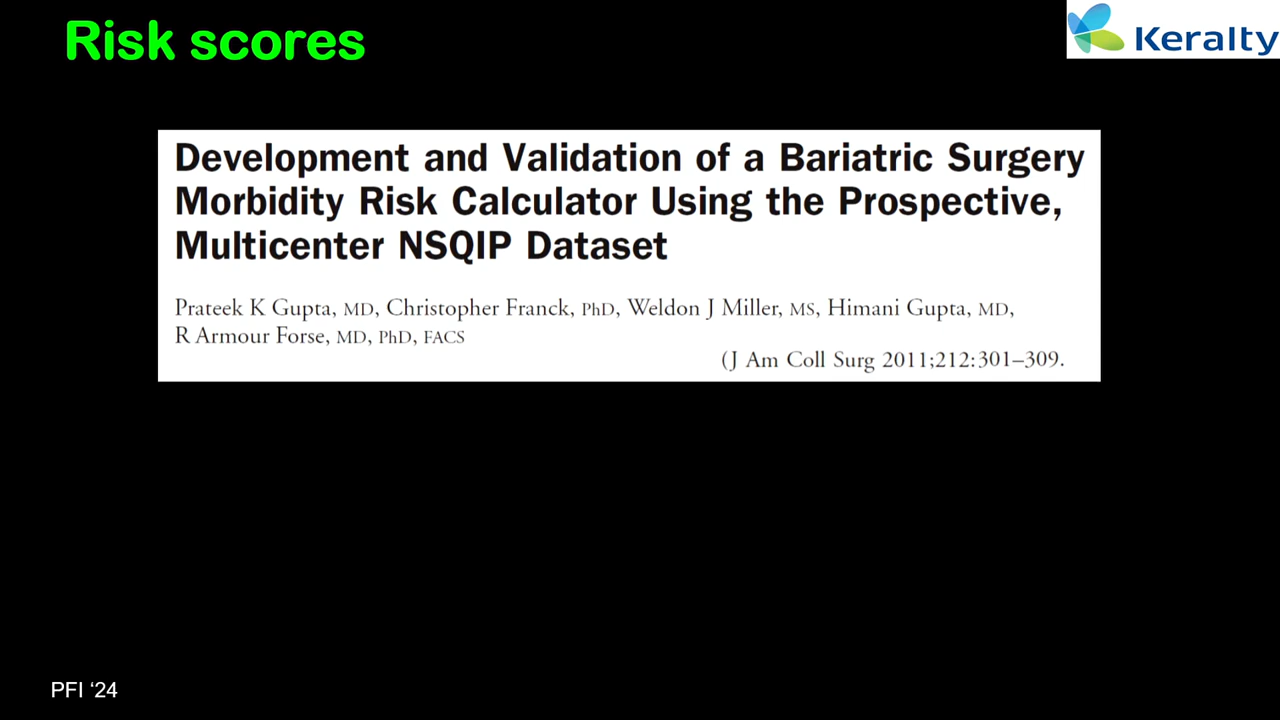 Risk scores
Keralty
Development and Validation of a Bariatric Surgery
Morbidity Risk Calculator Using the Prospective,
Multicenter NSQIP Dataset
Prateek K Gupta, MD, Christopher Franck, PhD, Weldon J Miller, MS, Himani Gupta, MD,
R Armour Forse, MD, PhD, FACS
(J Am Coll Surg 2011;212:301–309.
PFI ‘24